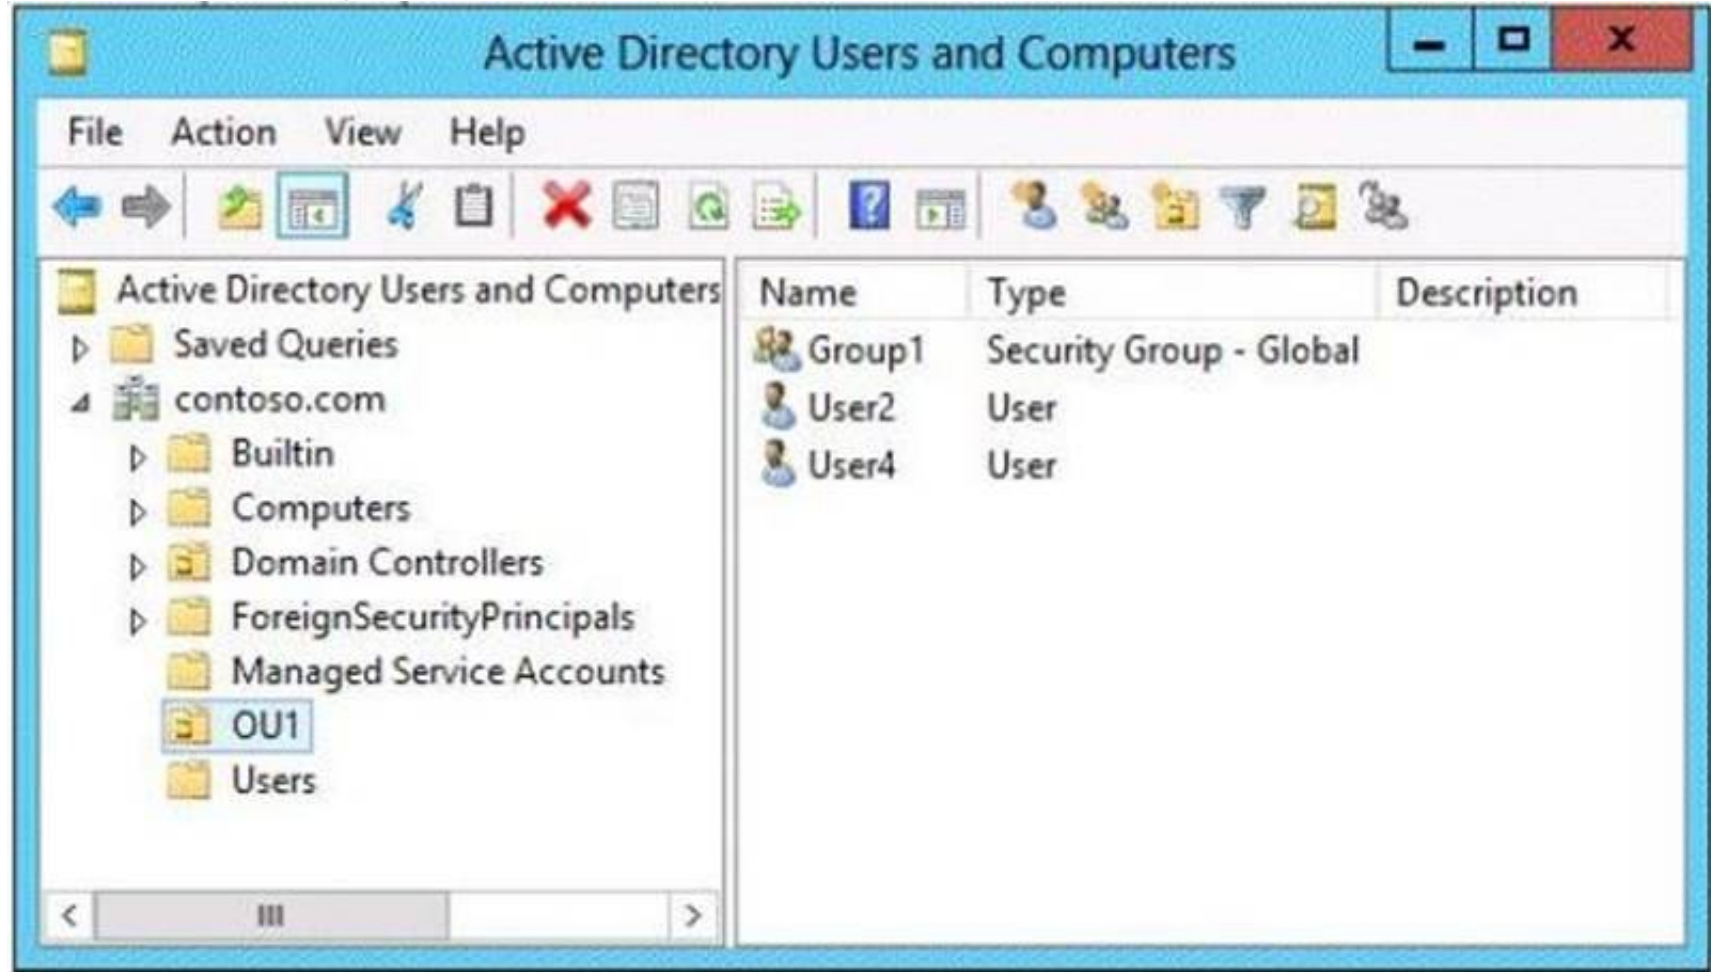 Active Directory Users and Computers
File Action View Help
Active Directory Users and Computers
Saved Queries
contoso.com
Builtin
Computers
Domain Controllers
ForeignSecurityPrincipals
Managed Service Accounts
OU1
Users
Name Type Description
Group1 Security Group - Global
User2 User
User4 User